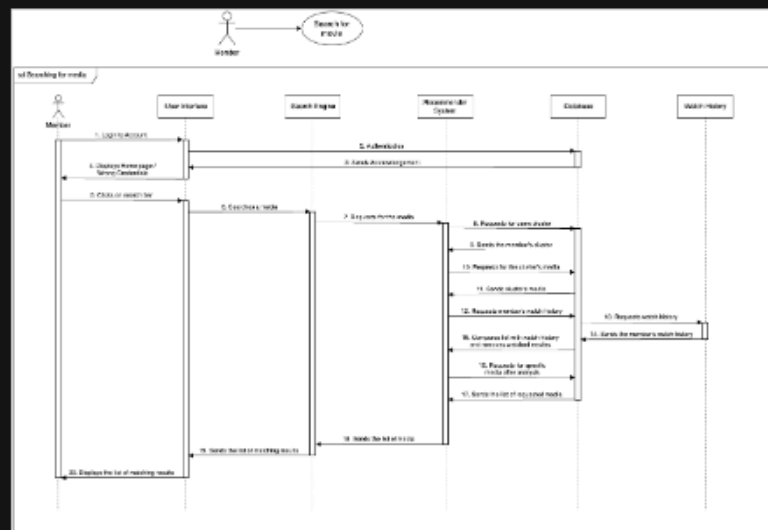 Search for
media
Member
sd Searching for media
Member
User Interface
Search Engine
Recommender
System
Database
Watch History
1. Login to Account
2. Authentication
3. Sends Acknowledgement
4. Displays Homepage/
Wrong Credentials
5. Clicks on search bar
6. Searches a media
7. Requests for the media
8. Requests for users cluster
9. Sends the member's cluster
10. Requests for the cluster's media
11. Sends cluster's media
12. Requests member's watch history
13. Requests watch history
14. Sends the member's watch history
15. Compares list with watch history
and removes watched results
16. Requests for specific
media after analysis
17. Sends the list of requested media
18. Sends the list of media
19. Sends the list of matching results
20. Displays the list of matching results